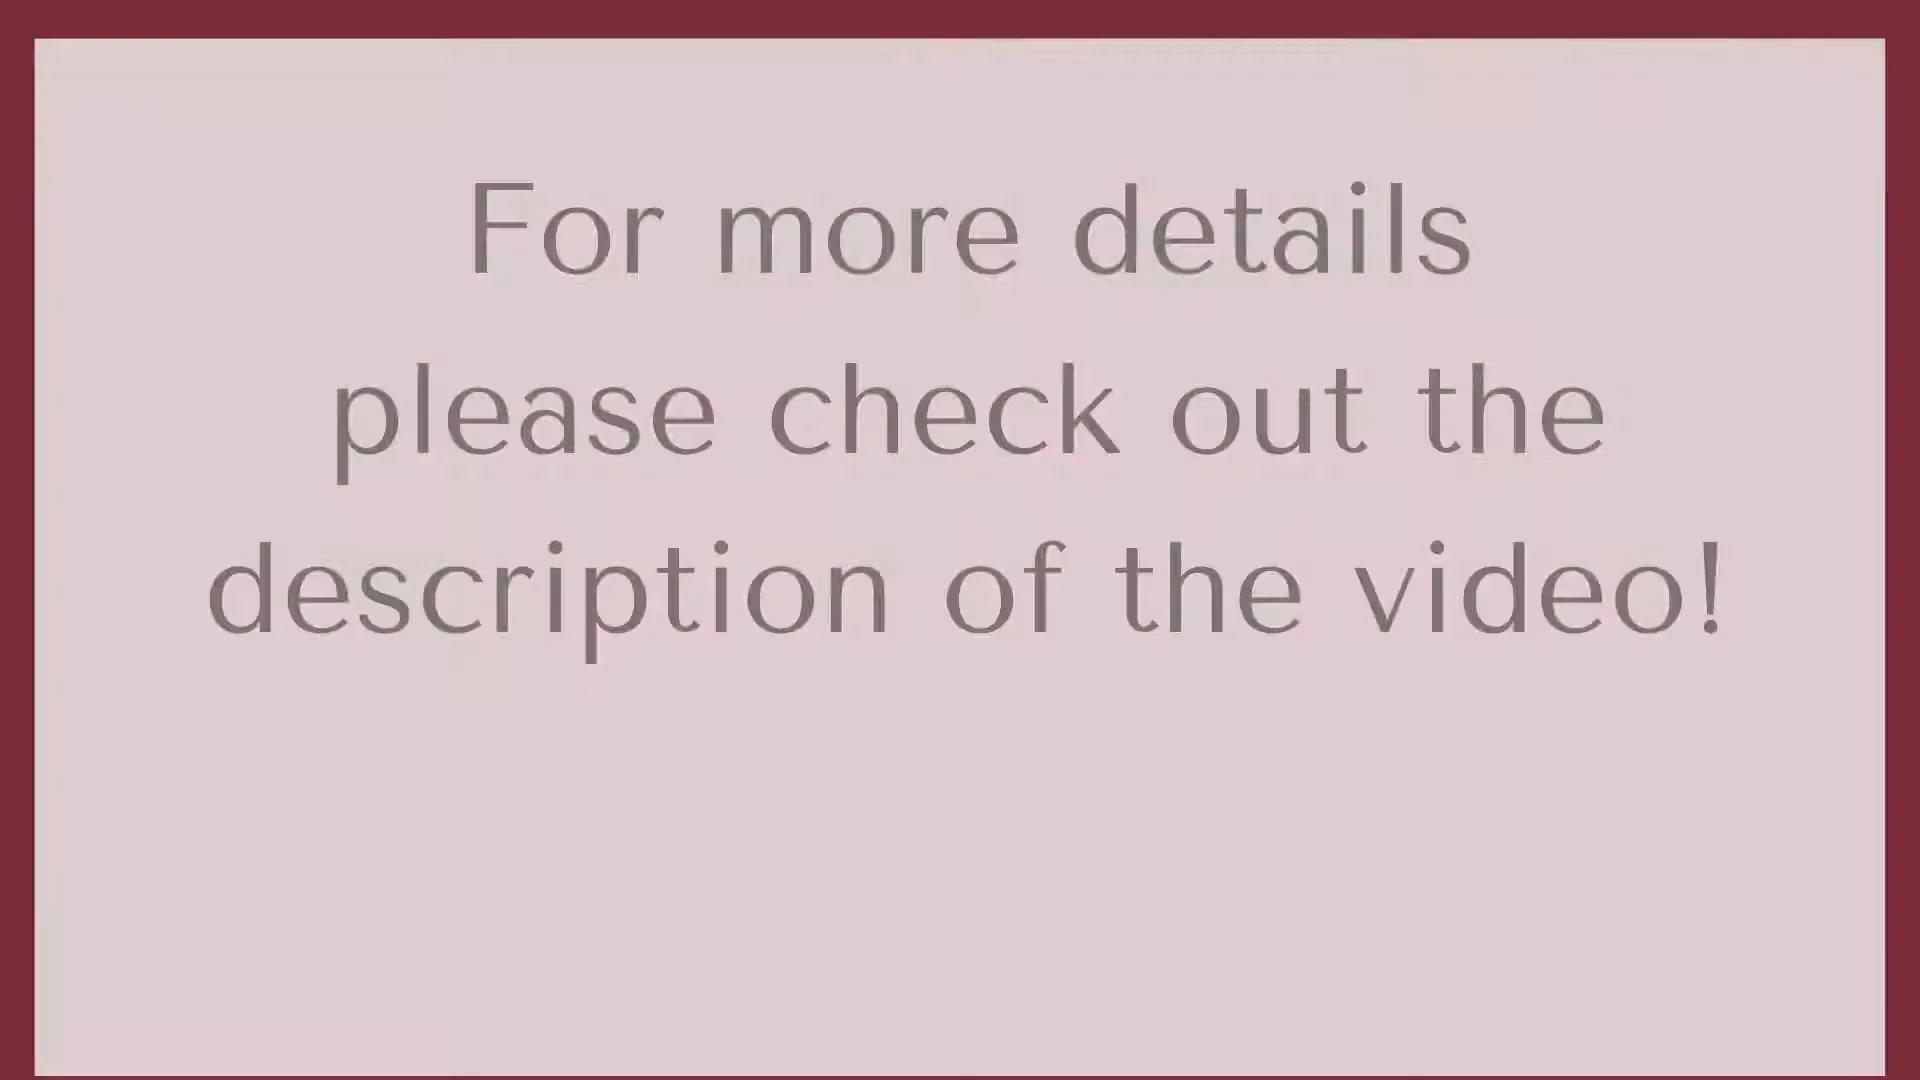 For more details
please check out the
description of the video!